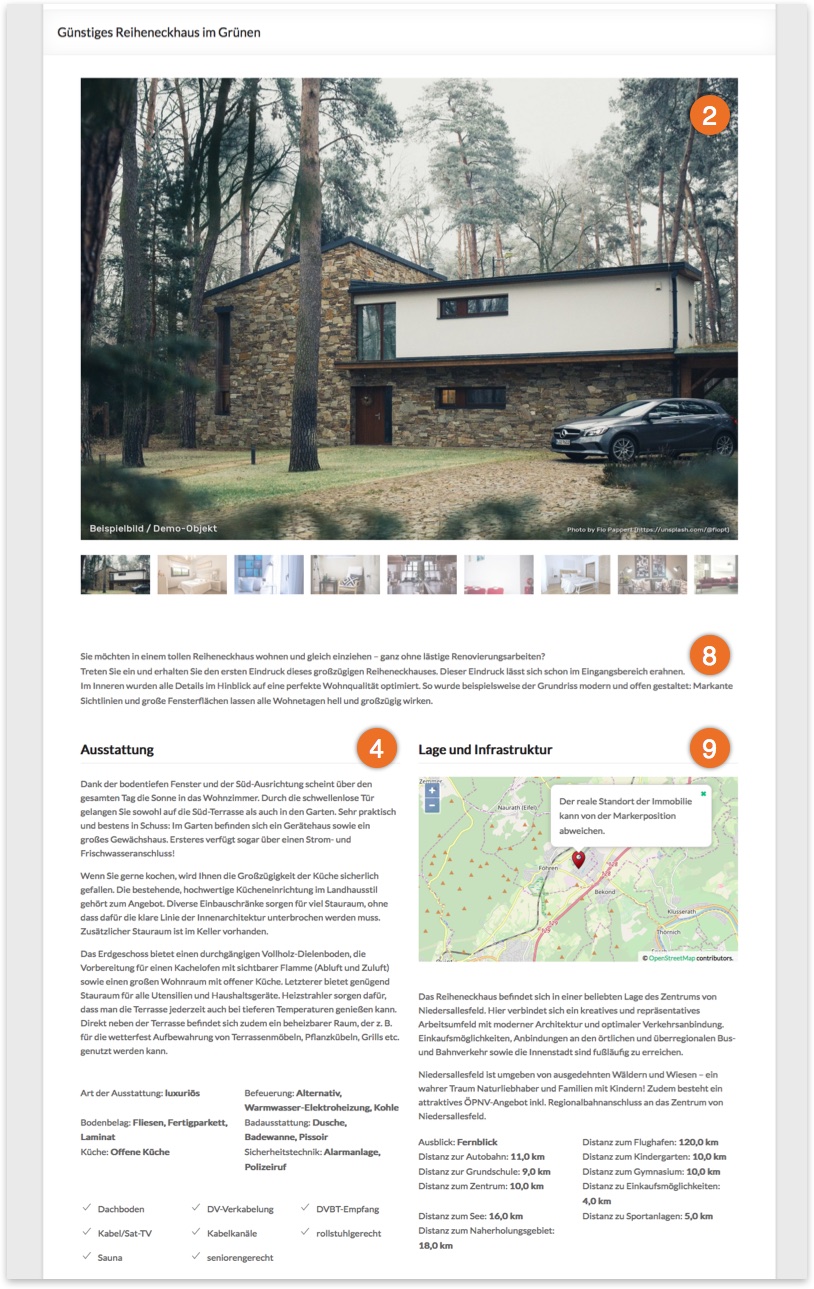 Günstiges Reiheneckhaus im Grünen
2
Beispielbild / Demo-Objekt
Photo by Flo Pappert (https://unsplash.com/@flopt)
Sie möchten in einem tollen Reiheneckhaus wohnen und gleich einziehen – ganz ohne lästige Renovierungsarbeiten?
8
Treten Sie ein und erhalten Sie den ersten Eindruck dieses großzügigen Reiheneckhauses. Dieser Eindruck lässt sich schon im Eingangsbereich erahnen.
Im Inneren wurden alle Details im Hinblick auf eine perfekte Wohnqualität optimiert. So wurde beispielsweise der Grundriss modern und offen gestaltet: Markante
Sichtlinien und große Fensterflächen lassen alle Wohnetagen hell und großzügig wirken.
Ausstattung
4
Dank der bodentiefen Fenster und der Süd-Ausrichtung scheint über den
gesamten Tag die Sonne in das Wohnzimmer. Durch die schwellenlose Tür
gelangen Sie sowohl auf die Süd-Terrasse als auch in den Garten. Sehr praktisch
und bestens in Schuss: Im Garten befinden sich ein Gerätehaus sowie ein
großes Gewächshaus. Ersteres verfügt sogar über einen Strom- und
Frischwasseranschluss!
Wenn Sie gerne kochen, wird Ihnen die Großzügigkeit der Küche sicherlich
gefallen. Die bestehende, hochwertige Kücheneinrichtung im Landhausstil
gehört zum Angebot. Diverse Einbauschränke sorgen für viel Stauraum, ohne
dass dafür die klare Linie der Innenarchitektur unterbrochen werden muss.
Zusätzlicher Stauraum ist im Keller vorhanden.
Das Erdgeschoss bietet einen durchgängigen Vollholz-Dielenboden, die
Vorbereitung für einen Kachelofen mit sichtbarer Flamme (Abluft und Zuluft)
sowie einen großen Wohnraum mit offener Küche. Letzterer bietet genügend
Stauraum für alle Utensilien und Haushaltsgeräte. Heizstrahler sorgen dafür,
dass man die Terrasse jederzeit auch bei tieferen Temperaturen genießen kann.
Direkt neben der Terrasse befindet sich zudem ein beheizbarer Raum, der z. B.
für die wetterfest Aufbewahrung von Terrassenmöbeln, Pflanzkübeln, Grills etc.
genutzt werden kann.
Art der Ausstattung: luxuriös
Befeuerung: Alternativ,
Warmwasser-Elektroheizung, Kohle
Bodenbelag: Fliesen, Fertigparkett,
Laminat
Badausstattung: Dusche,
Badewanne, Pissoir
Küche: Offene Küche
Sicherheitstechnik: Alarmanlage,
Polizeiruf
Dachboden
DV-Verkabelung
DVBT-Empfang
Kabel/Sat-TV
Kabelkanäle
rollstuhlgerecht
Sauna
seniorengerecht
Lage und Infrastruktur
9
Zemmer
+
−
Naurath (Eifel)
Der reale Standort der Immobilie
kann von der Markerposition
abweichen.
Föhren
Bekond
Klüsserath
Thörnich
© OpenStreetMap contributors.
Das Reiheneckhaus befindet sich in einer beliebten Lage des Zentrums von
Niedersallesfeld. Hier verbindet sich ein kreatives und repräsentatives
Arbeitsumfeld mit moderner Architektur und optimaler Verkehrsanbindung.
Einkaufsmöglichkeiten, Anbindungen an den örtlichen und überregionalen Bus-
und Bahnverkehr sowie die Innenstadt sind fußläufig zu erreichen.
Niedersallesfeld ist umgeben von ausgedehnten Wäldern und Wiesen – ein
wahrer Traum Naturliebhaber und Familien mit Kindern! Zudem besteht ein
attraktives ÖPNV-Angebot inkl. Regionalbahnanschluss an das Zentrum von
Niedersallesfeld.
Ausblick: Fernblick
Distanz zum Flughafen: 120,0 km
Distanz zur Autobahn: 11,0 km
Distanz zum Kindergarten: 10,0 km
Distanz zur Grundschule: 9,0 km
Distanz zum Gymnasium: 10,0 km
Distanz zum Zentrum: 10,0 km
Distanz zu Einkaufsmöglichkeiten:
4,0 km
Distanz zum See: 16,0 km
Distanz zu Sportanlagen: 5,0 km
Distanz zum Naherholungsgebiet:
18,0 km